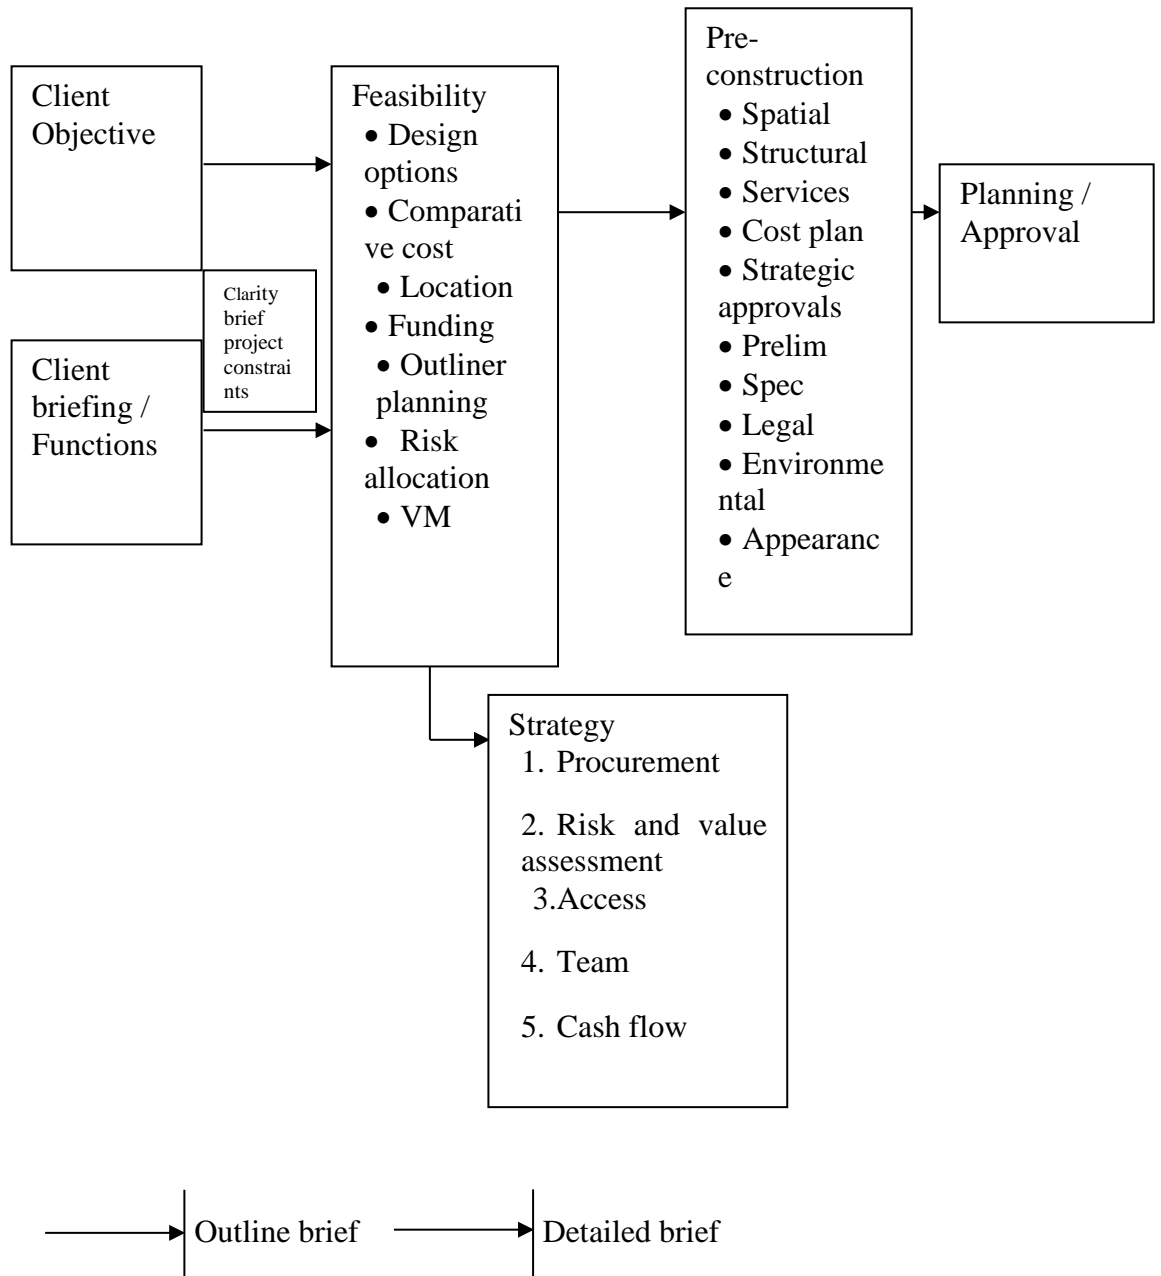 Client
Objective
Clarity
brief
project
constrai
nts
Client
briefing /
Functions
Feasibility
• Design
options
• Comparati
ve cost
• Location
• Funding
• Outliner
planning
• Risk
allocation
• VM
Pre-
construction
• Spatial
• Structural
• Services
• Cost plan
• Strategic
approvals
• Prelim
• Spec
• Legal
• Environme
ntal
• Appearanc
e
Planning /
Approval
Strategy
1. Procurement
2. Risk and value
assessment
3.Access
4. Team
5. Cash flow
Outline brief
Detailed brief